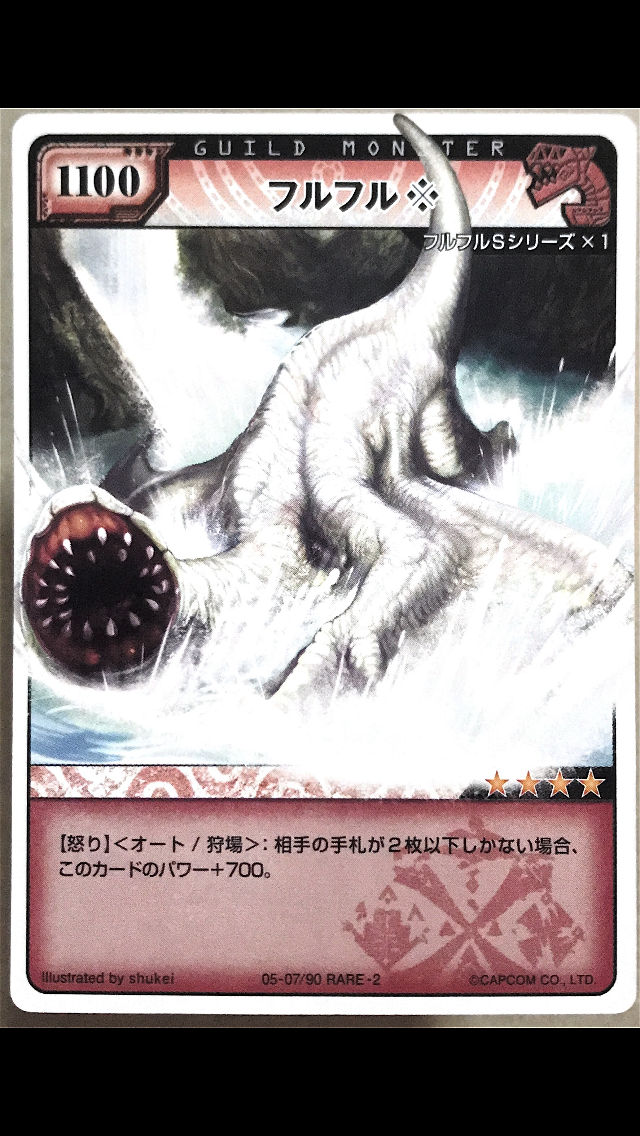 GUILD MONSTER
1100
フルフル※
フルフルSシリーズ×1
【怒り】<オート / 狩場>：相手の手札が２枚以下しかない場合、
このカードのパワー＋700。
Illustrated by shukei 05-07/90 RARE-2 ©CAPCOM CO., LTD.